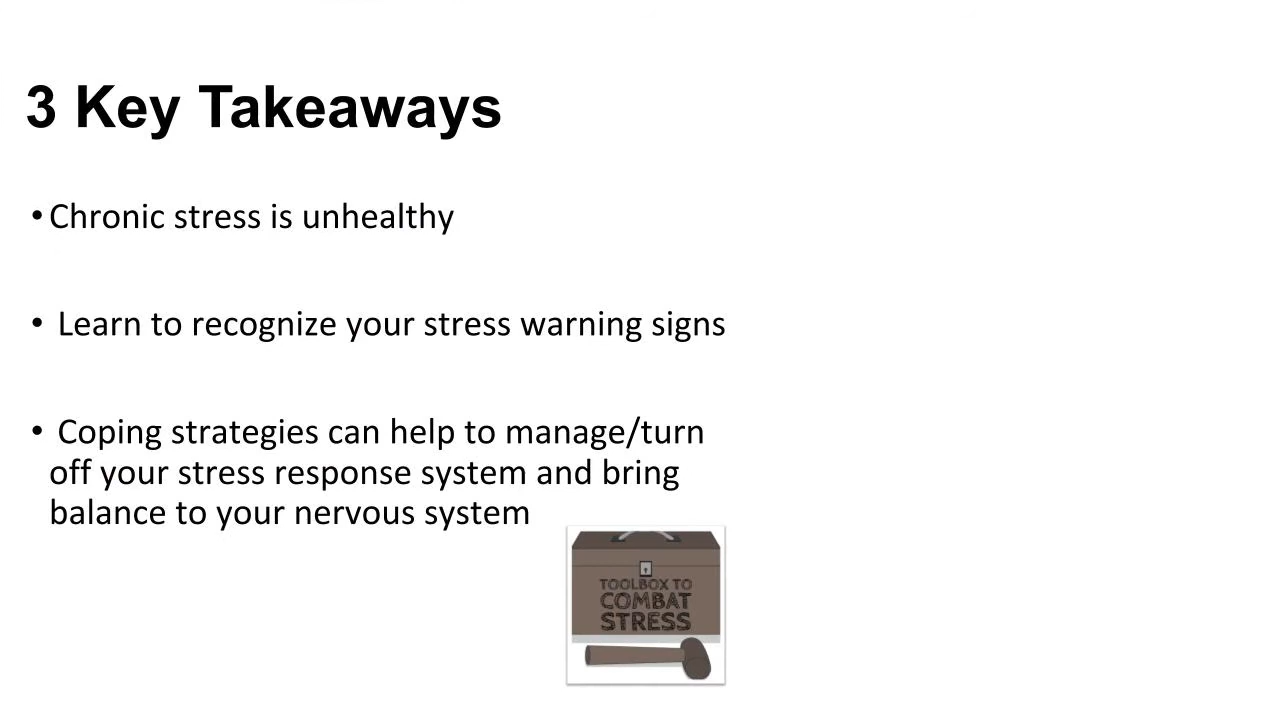 3 Key Takeaways
•Chronic stress is unhealthy
• Learn to recognize your stress warning signs
• Coping strategies can help to manage/turn
off your stress response system and bring
balance to your nervous system
TOOLBOX TO
COMBAT
STRESS